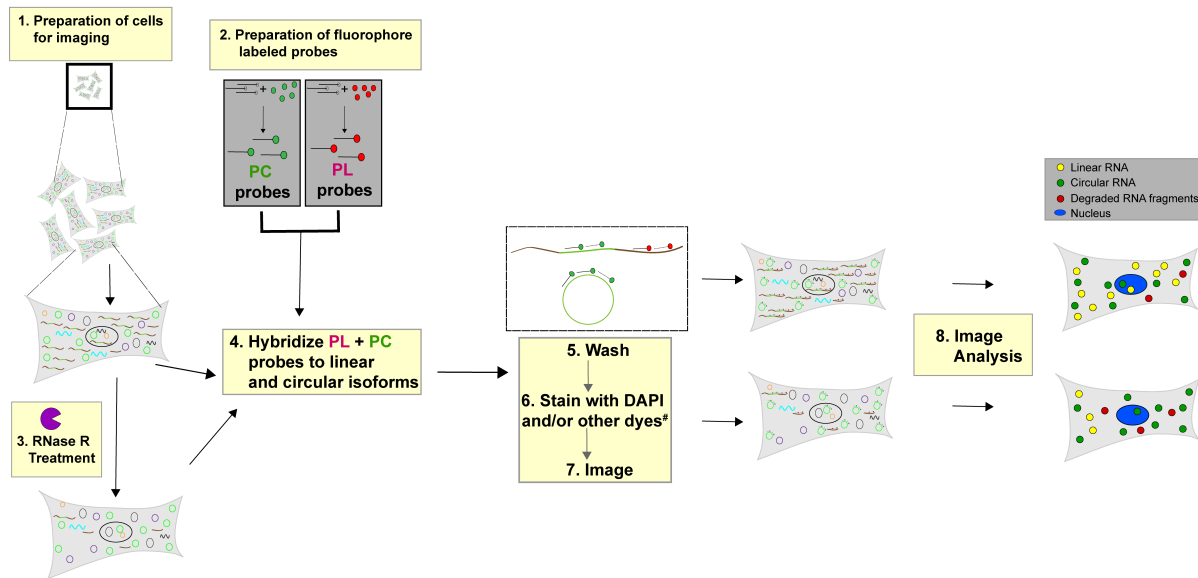 1. Preparation of cells
for imaging
2. Preparation of fluorophore
labeled probes
+
+
PC
probes
PL
probes
3. RNase R
Treatment
4. Hybridize PL + PC
probes to linear
and circular isoforms
5. Wash
6. Stain with DAPI
and/or other dyes#
7. Image
8. Image
Analysis
Linear RNA
Circular RNA
Degraded RNA fragments
Nucleus